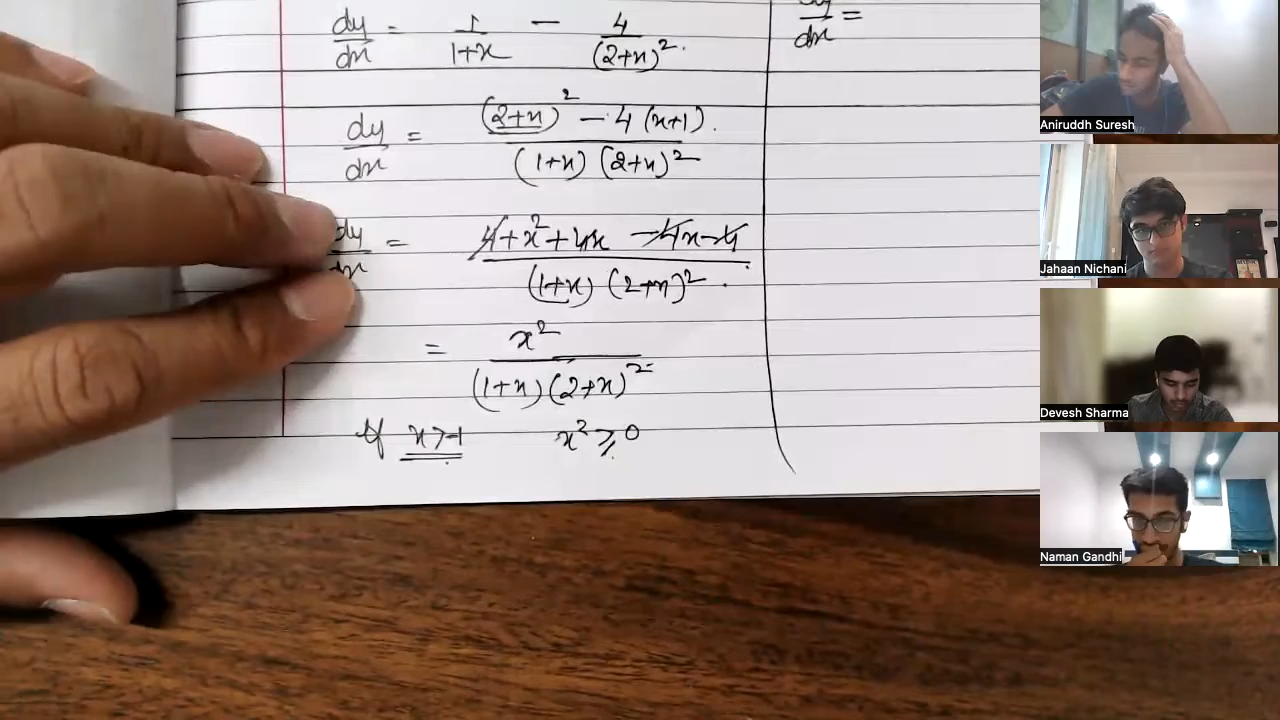 dy/dx = 1/(1+x) - 4/(2+x)².
dy/dx = ((2+x)² - 4(x+1))/((1+x)(2+x)²).
dy/dx = (4+x²+4x -4x-4)/((1+x)(2+x)²).
= x²/((1+x)(2+x)²)
If x>-1 x² ≥ 0
dy/dx =
Aniruddh Suresh
Jahaan Nichani
Devesh Sharma
Naman Gandhi